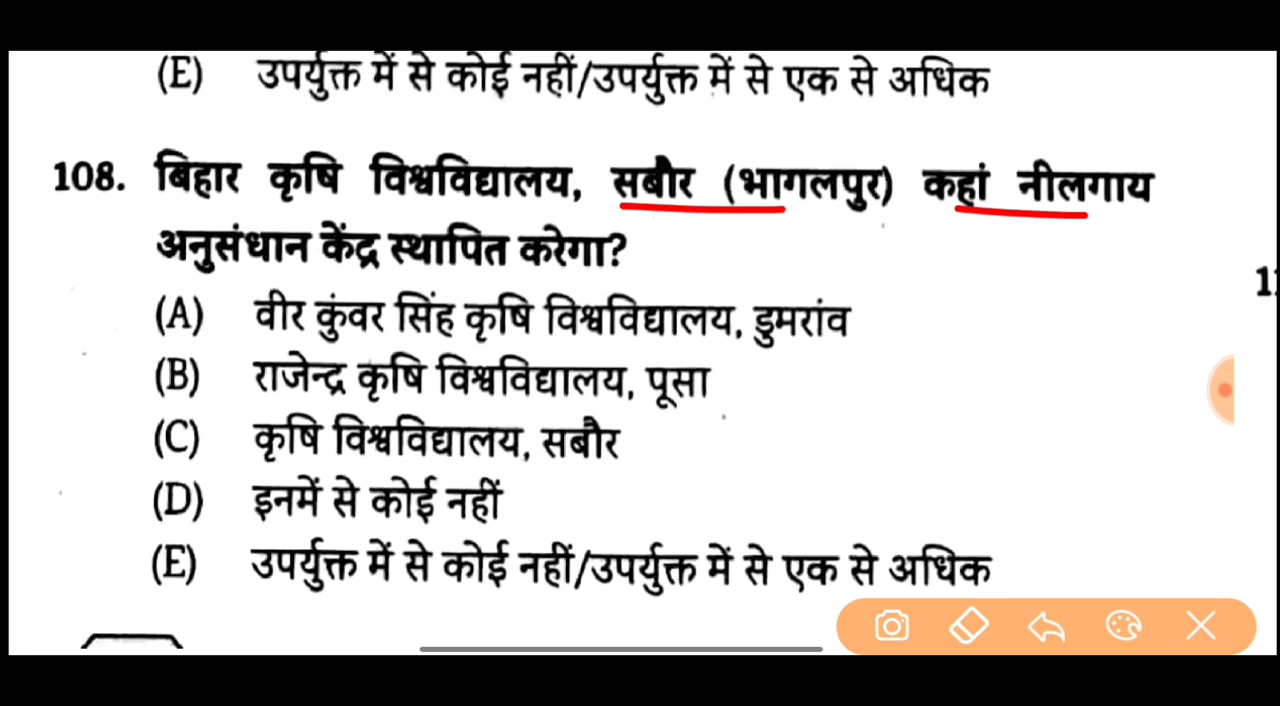 (E) उपर्युक्त में से कोई नहीं/उपर्युक्त में से एक से अधिक
108. बिहार कृषि विश्वविद्यालय, सबौर (भागलपुर) कहां नीलगाय
अनुसंधान केंद्र स्थापित करेगा?
(A) वीर कुंवर सिंह कृषि विश्वविद्यालय, डुमरांव
(B) राजेन्द्र कृषि विश्वविद्यालय, पूसा
(C) कृषि विश्वविद्यालय, सबौर
(D) इनमें से कोई नहीं
(E) उपर्युक्त में से कोई नहीं/उपर्युक्त में से एक से अधिक